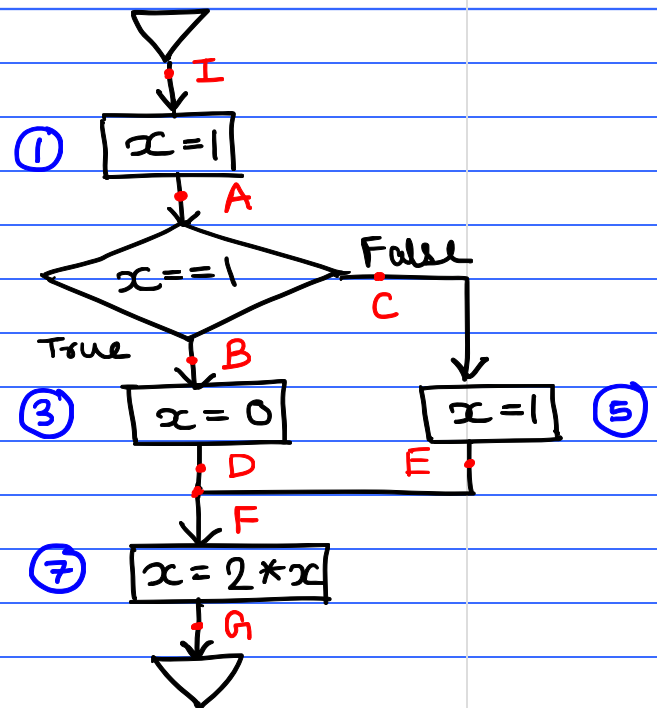 I
① x = 1
A
x == 1
False
C
True
B
③ x = 0
x = 1 ⑤
D
E
F
⑦ x = 2 * x
G